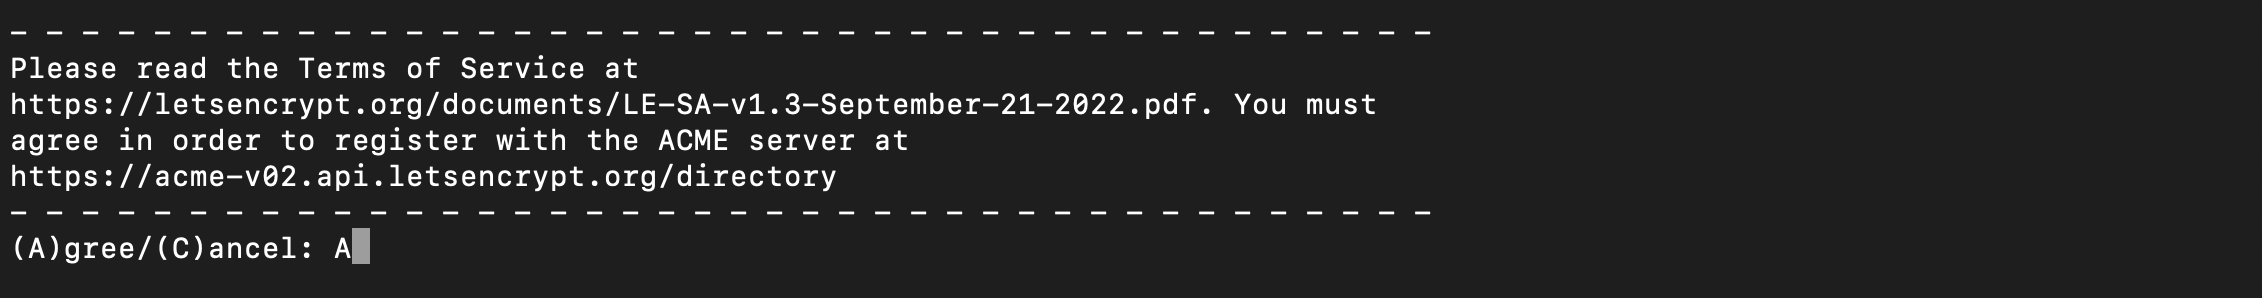 - - - - - - - - - - - - - - - - - - - - - - - - - - - - - - - - - - - - - - - -
Please read the Terms of Service at
https://letsencrypt.org/documents/LE-SA-v1.3-September-21-2022.pdf. You must
agree in order to register with the ACME server at
https://acme-v02.api.letsencrypt.org/directory
- - - - - - - - - - - - - - - - - - - - - - - - - - - - - - - - - - - - - - - -
(A)gree/(C)ancel: A